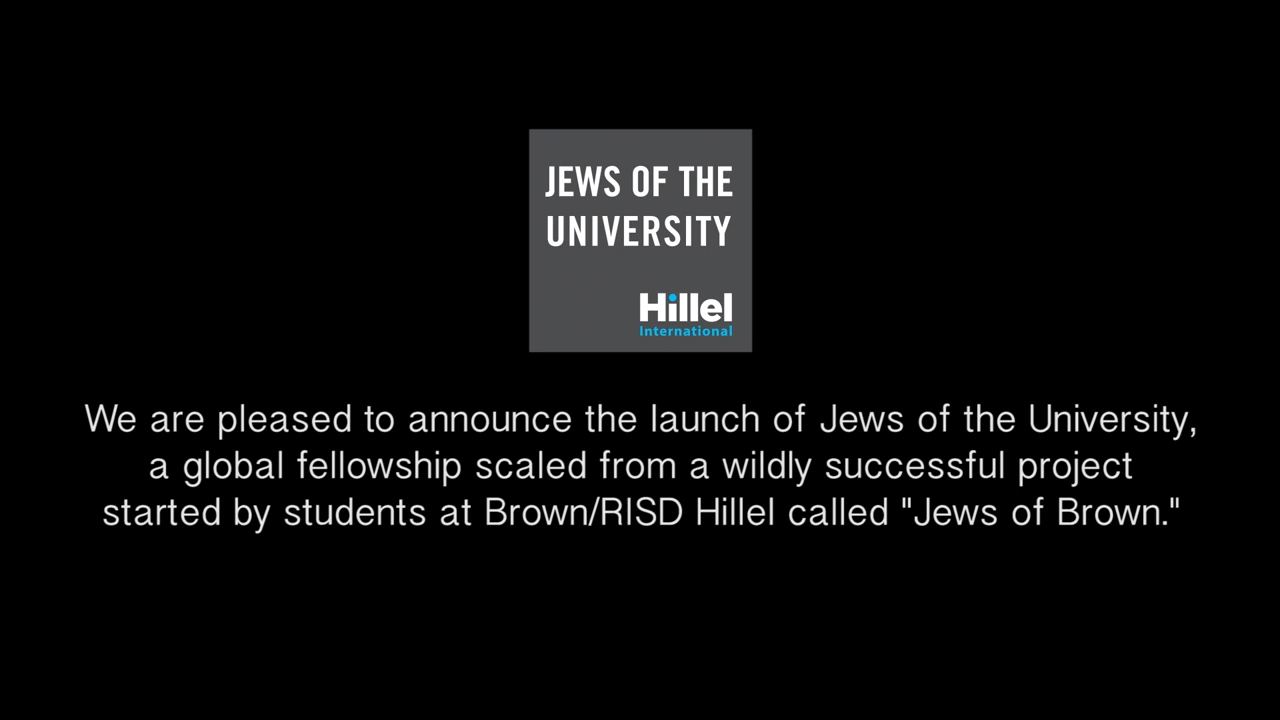 JEWS OF THE
UNIVERSITY
Hillel
International
We are pleased to announce the launch of Jews of the University,
a global fellowship scaled from a wildly successful project
started by students at Brown/RISD Hillel called "Jews of Brown."